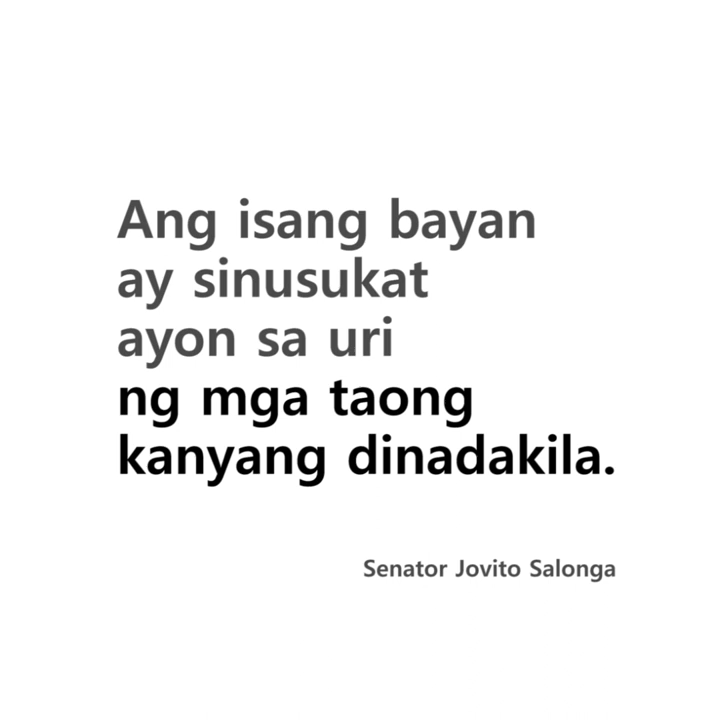 Ang isang bayan
ay sinusukat
ayon sa uri
ng mga taong
kanyang dinadakila.
Senator Jovito Salonga